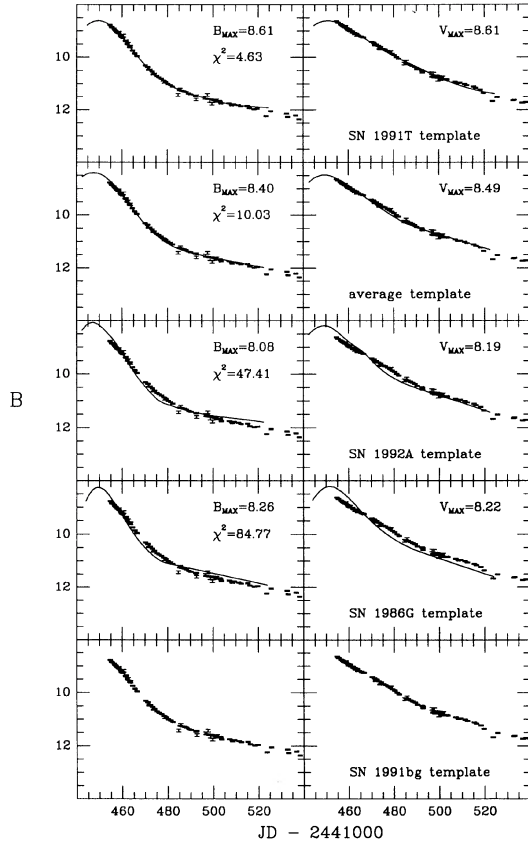 8
B_MAX=8.61
χ²=4.63
10
12
V_MAX=8.61
SN 1991T template
B_MAX=8.40
χ²=10.03
10
12
V_MAX=8.49
average template
B_MAX=8.08
χ²=47.41
10
12
V_MAX=8.19
SN 1992A template
B
B_MAX=8.26
χ²=84.77
10
12
V_MAX=8.22
SN 1986G template
10
12
SN 1991bg template
460 480 500 520 460 480 500 520
JD - 2441000